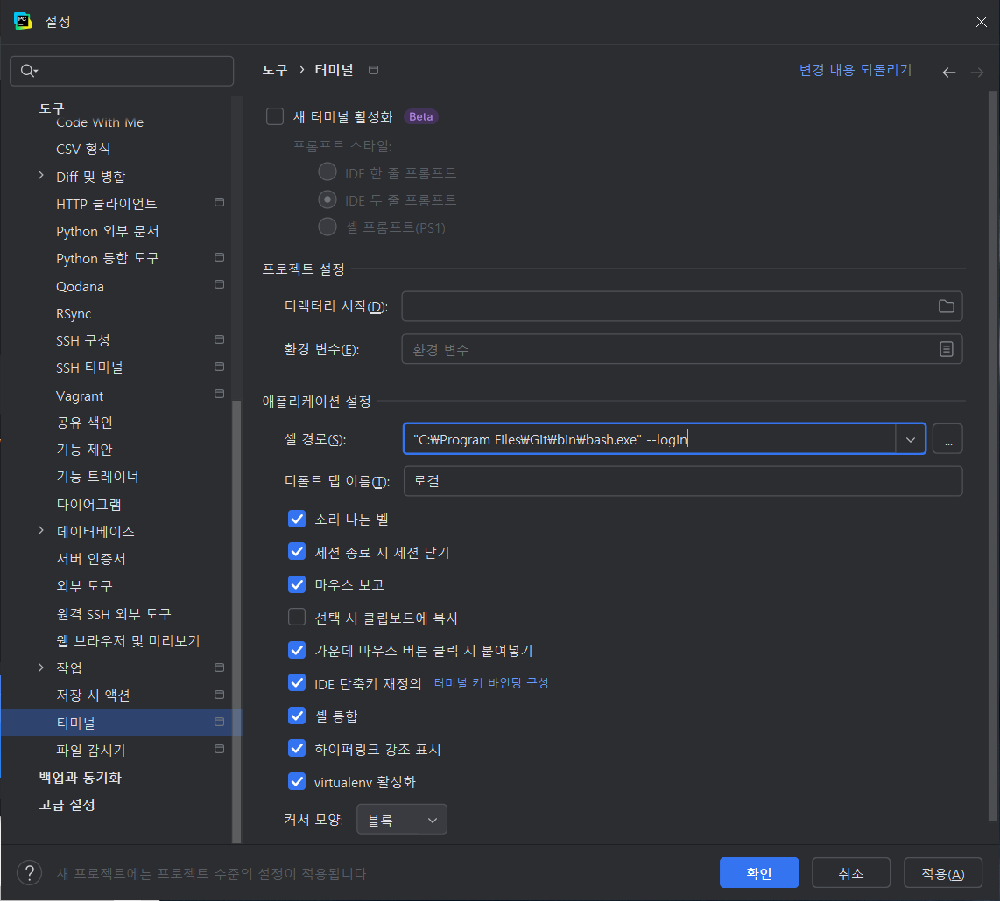 설정
도구
Code With Me
CSV 형식
Diff 및 병합
HTTP 클라이언트
Python 외부 문서
Python 통합 도구
Qodana
RSync
SSH 구성
SSH 터미널
Vagrant
공유 색인
기능 제안
기능 트레이너
다이어그램
데이터베이스
서버 인증서
외부 도구
원격 SSH 외부 도구
웹 브라우저 및 미리보기
작업
저장 시 액션
터미널
파일 감시기
백업과 동기화
고급 설정
도구 › 터미널
변경 내용 되돌리기
새 터미널 활성화 Beta
프롬프트 스타일:
IDE 한 줄 프롬프트
IDE 두 줄 프롬프트
셸 프롬프트(PS1)
프로젝트 설정
디렉터리 시작(D):
환경 변수(E): 환경 변수
애플리케이션 설정
셸 경로(S): "C:₩Program Files₩Git₩bin₩bash.exe" --login ...
디폴트 탭 이름(T): 로컬
소리 나는 벨
세션 종료 시 세션 닫기
마우스 보고
선택 시 클립보드에 복사
가운데 마우스 버튼 클릭 시 붙여넣기
IDE 단축키 재정의 터미널 키 바인딩 구성
셸 통합
하이퍼링크 강조 표시
virtualenv 활성화
커서 모양: 블록
? 새 프로젝트에는 프로젝트 수준의 설정이 적용됩니다
확인 취소 적용(A)